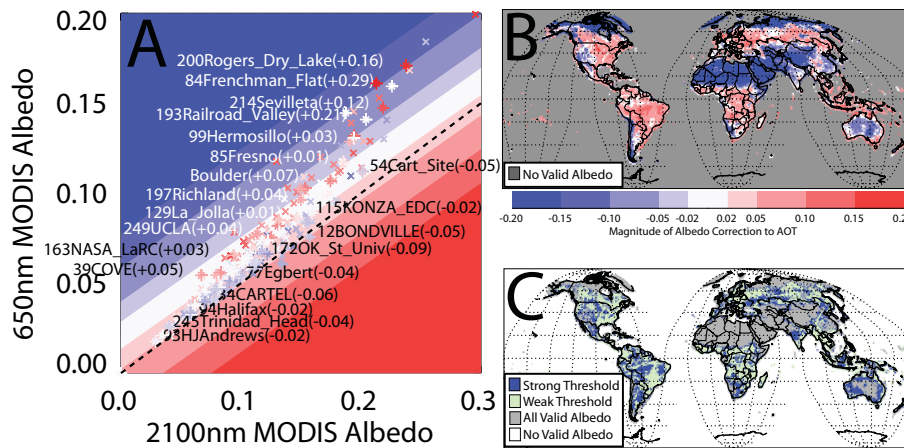 A
0.20
0.15
0.10
0.05
0.00
650nm MODIS Albedo
200Rogers_Dry_Lake(+0.16)
84Frenchman_Flat(+0.29)
214Sevilleta(+0.12)
193Railroad_Valley(+0.21)
99Hermosillo(+0.03)
85Fresno(+0.01)
54Cart_Site(-0.05)
Boulder(+0.07)
197Richland(+0.04)
115KONZA_EDC(-0.02)
129La_Jolla(+0.01)
249UCLA(+0.04)
12BONDVILLE(-0.05)
163NASA_LaRC(+0.03)
172OK_St_Univ(-0.09)
39COVE(+0.05)
77Egbert(-0.04)
34CARTEL(-0.06)
94Halifax(-0.02)
245Trinidad_Head(-0.04)
93HJAndrews(-0.02)
0.0
0.1
0.2
0.3
2100nm MODIS Albedo
B
No Valid Albedo
-0.20 -0.15 -0.10 -0.05 -0.02 0.02 0.05 0.10 0.15 0.20
Magnitude of Albedo Correction to AOT
C
Strong Threshold
Weak Threshold
All Valid Albedo
No Valid Albedo